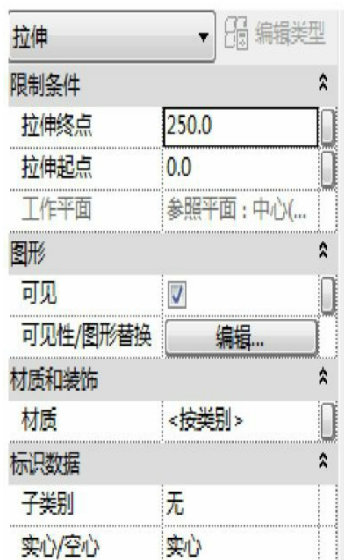 拉伸 编辑类型
限制条件
拉伸终点 250.0
拉伸起点 0.0
工作平面 参照平面：中心(...
图形
可见
可见性/图形替换 编辑...
材质和装饰
材质 <按类别>
标识数据
子类别 无
实心/空心 实心